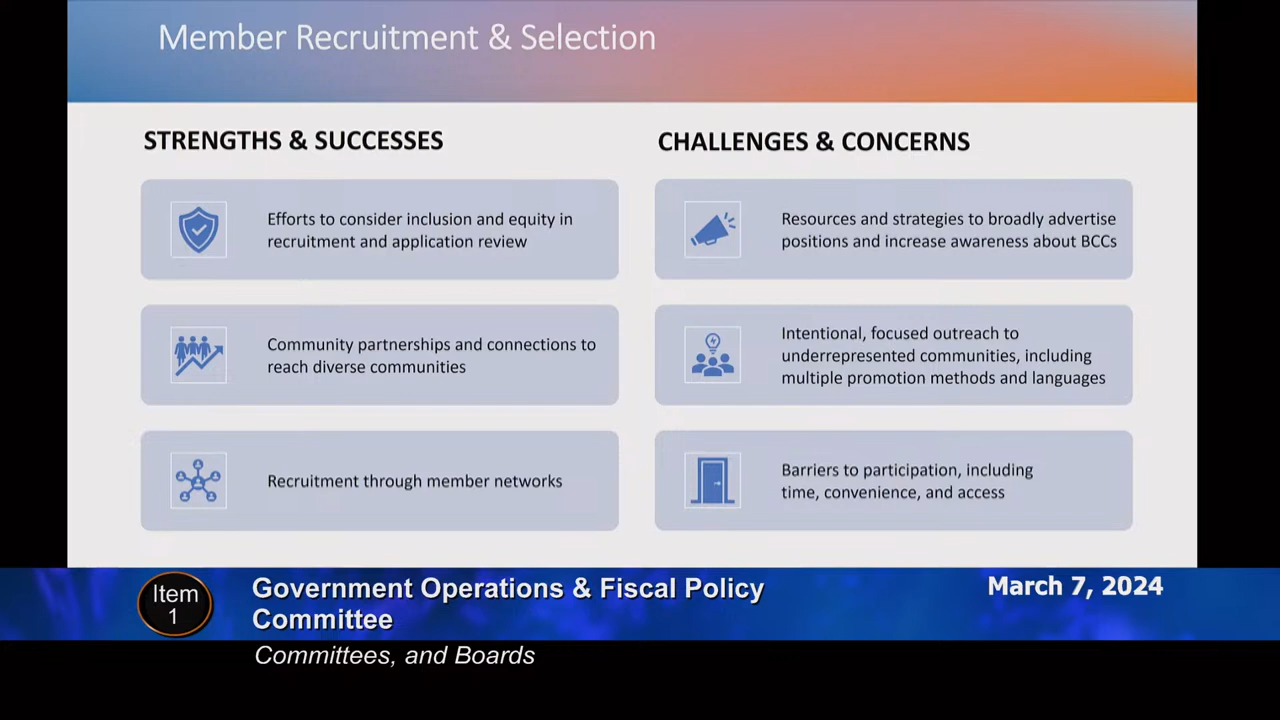 Member Recruitment & Selection
STRENGTHS & SUCCESSES
Efforts to consider inclusion and equity in
recruitment and application review
Community partnerships and connections to
reach diverse communities
Recruitment through member networks
CHALLENGES & CONCERNS
Resources and strategies to broadly advertise
positions and increase awareness about BCCs
Intentional, focused outreach to
underrepresented communities, including
multiple promotion methods and languages
Barriers to participation, including
time, convenience, and access
Item
1
Government Operations & Fiscal Policy
Committee
March 7, 2024
Committees, and Boards